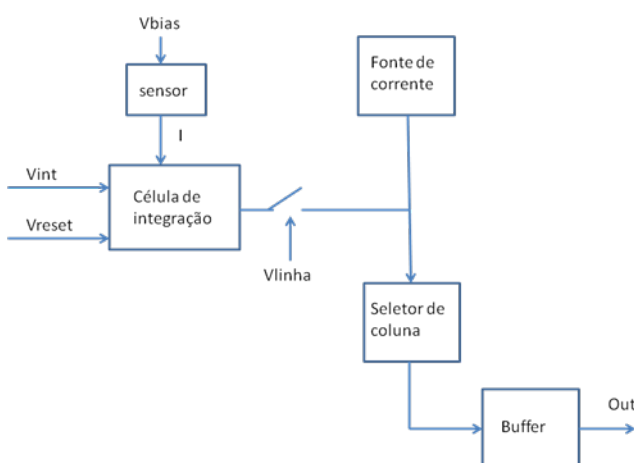 Vbias
sensor
Fonte de
corrente
I
Vint
Célula de
integração
Vreset
Vlinha
Seletor de
coluna
Buffer
Out